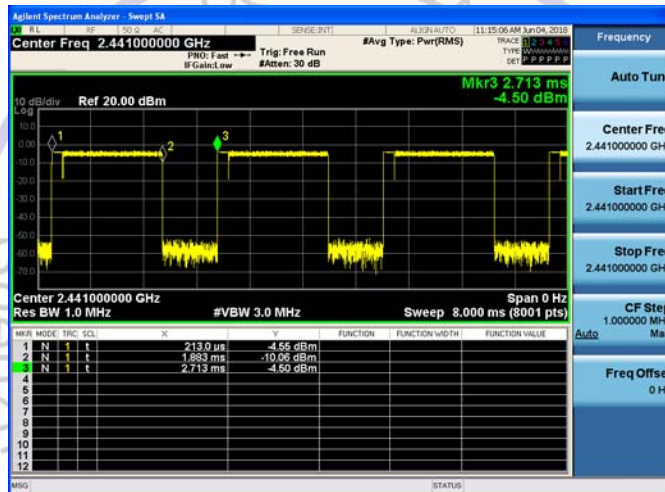 Agilent Spectrum Analyzer - Swept SA
RL RF 50 Ω AC SENSE:INT ALIGN AUTO 11:15:06 AM Jun 04, 2018
Center Freq 2.441000000 GHz
PNO: Fast
IFGain:Low
Trig: Free Run
#Atten: 30 dB
#Avg Type: Pwr(RMS)
TRACE 1 2 3 4 5 6
TYPE
DET P P P P P P
Frequency
Mkr3 2.713 ms
-4.50 dBm
10 dB/div
Log
Ref 20.00 dBm
10.0
0.00
-10.0
-20.0
-30.0
-40.0
-50.0
-60.0
-70.0
1
2
3
Center 2.441000000 GHz
Res BW 1.0 MHz
#VBW 3.0 MHz
Span 0 Hz
Sweep 8.000 ms (8001 pts)
MKR MODE TRC SCL X Y FUNCTION FUNCTION WIDTH FUNCTION VALUE
1 N 1 t 213.0 µs -4.55 dBm
2 N 1 t 1.883 ms -10.06 dBm
3 N 1 t 2.713 ms -4.50 dBm
4
5
6
7
8
9
10
11
12
MSG STATUS
Auto Tun
Center Fre
2.441000000 GH
Start Fre
2.441000000 GH
Stop Fre
2.441000000 GH
CF Ste
1.000000 MH
Auto Ma
Freq Offse
0 H